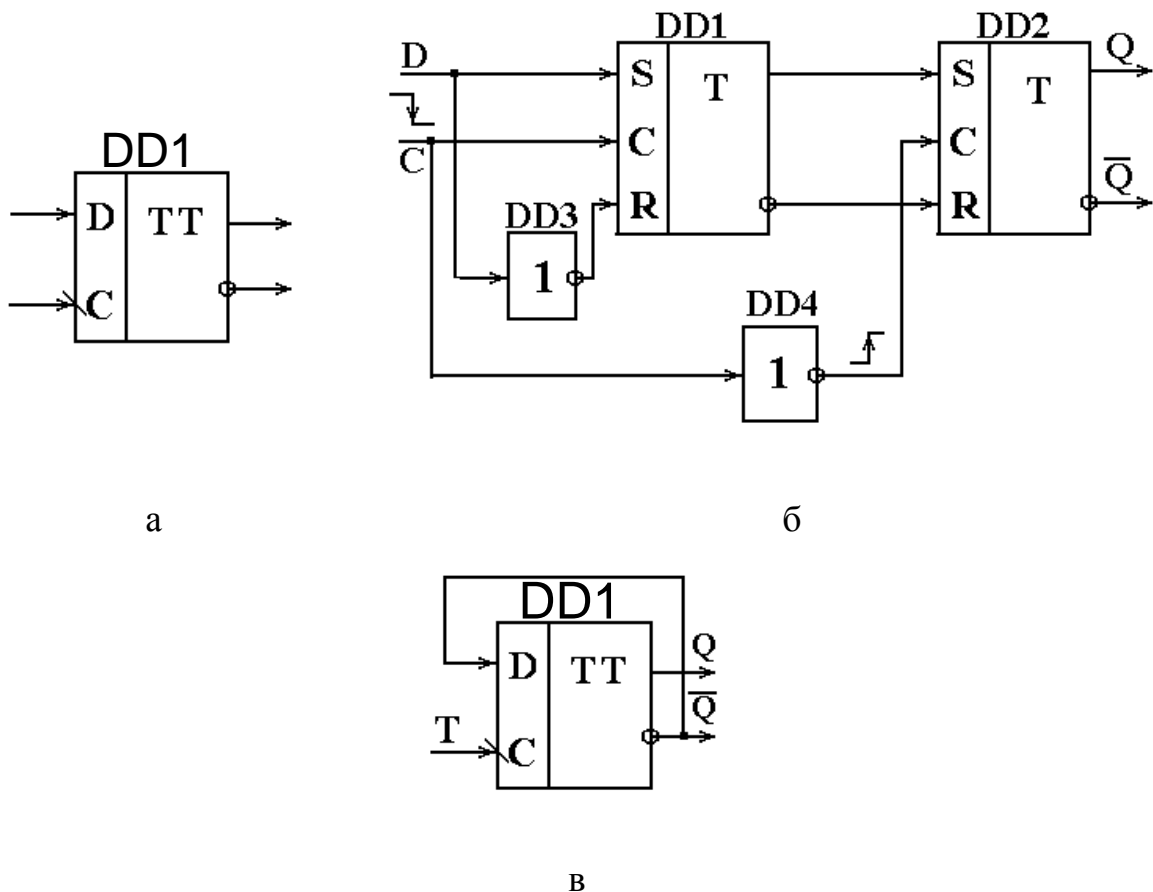 DD1
D TT
C
а
DD1 DD2
D S T S T Q
C C C Q̅
R R
DD3
1
DD4
1
б
DD1
D TT Q
T C Q̅
в